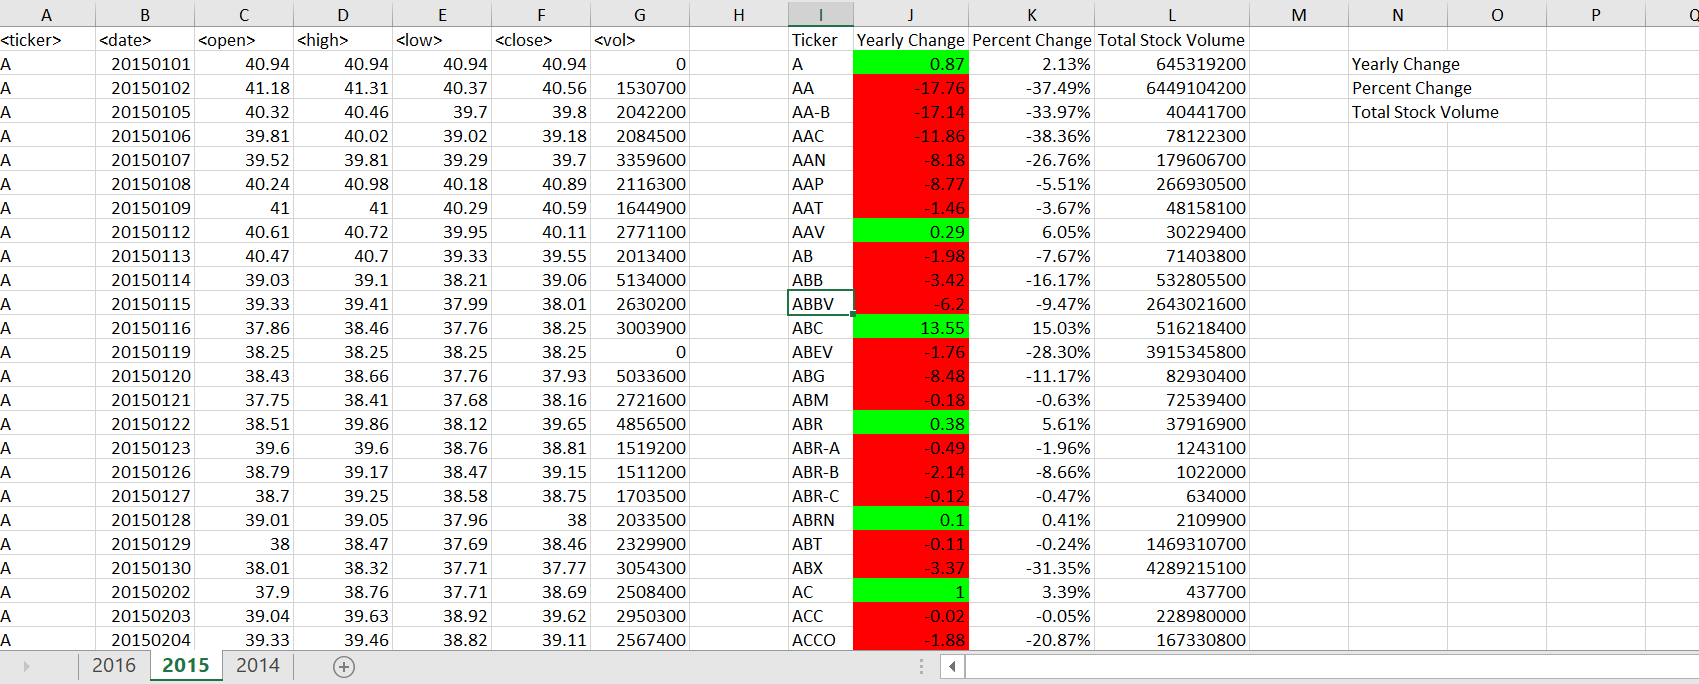 A B C D E F G H I J K L M N O P Q
<ticker> <date> <open> <high> <low> <close> <vol> Ticker Yearly Change Percent Change Total Stock Volume
A 20150101 40.94 40.94 40.94 40.94 0 A 0.87 2.13% 645319200 Yearly Change
A 20150102 41.18 41.31 40.37 40.56 1530700 AA -17.76 -37.49% 6449104200 Percent Change
A 20150105 40.32 40.46 39.7 39.8 2042200 AA-B -17.14 -33.97% 40441700 Total Stock Volume
A 20150106 39.81 40.02 39.02 39.18 2084500 AAC -11.86 -38.36% 78122300
A 20150107 39.52 39.81 39.29 39.7 3359600 AAN -8.18 -26.76% 179606700
A 20150108 40.24 40.98 40.18 40.89 2116300 AAP -8.77 -5.51% 266930500
A 20150109 41 41 40.29 40.59 1644900 AAT -1.46 -3.67% 48158100
A 20150112 40.61 40.72 39.95 40.11 2771100 AAV 0.29 6.05% 30229400
A 20150113 40.47 40.7 39.33 39.55 2013400 AB -1.98 -7.67% 71403800
A 20150114 39.03 39.1 38.21 39.06 5134000 ABB -3.42 -16.17% 532805500
A 20150115 39.33 39.41 37.99 38.01 2630200 ABBV -6.2 -9.47% 2643021600
A 20150116 37.86 38.46 37.76 38.25 3003900 ABC 13.55 15.03% 516218400
A 20150119 38.25 38.25 38.25 38.25 0 ABEV -1.76 -28.30% 3915345800
A 20150120 38.43 38.66 37.76 37.93 5033600 ABG -8.48 -11.17% 82930400
A 20150121 37.75 38.41 37.68 38.16 2721600 ABM -0.18 -0.63% 72539400
A 20150122 38.51 39.86 38.12 39.65 4856500 ABR 0.38 5.61% 37916900
A 20150123 39.6 39.6 38.76 38.81 1519200 ABR-A -0.49 -1.96% 1243100
A 20150126 38.79 39.17 38.47 39.15 1511200 ABR-B -2.14 -8.66% 1022000
A 20150127 38.7 39.25 38.58 38.75 1703500 ABR-C -0.12 -0.47% 634000
A 20150128 39.01 39.05 37.96 38 2033500 ABRN 0.1 0.41% 2109900
A 20150129 38 38.47 37.69 38.46 2329900 ABT -0.11 -0.24% 1469310700
A 20150130 38.01 38.32 37.71 37.77 3054300 ABX -3.37 -31.35% 4289215100
A 20150202 37.9 38.76 37.71 38.69 2508400 AC 1 3.39% 437700
A 20150203 39.04 39.63 38.92 39.62 2950300 ACC -0.02 -0.05% 228980000
A 20150204 39.33 39.46 38.82 39.11 2567400 ACCO -1.88 -20.87% 167330800
2016 2015 2014